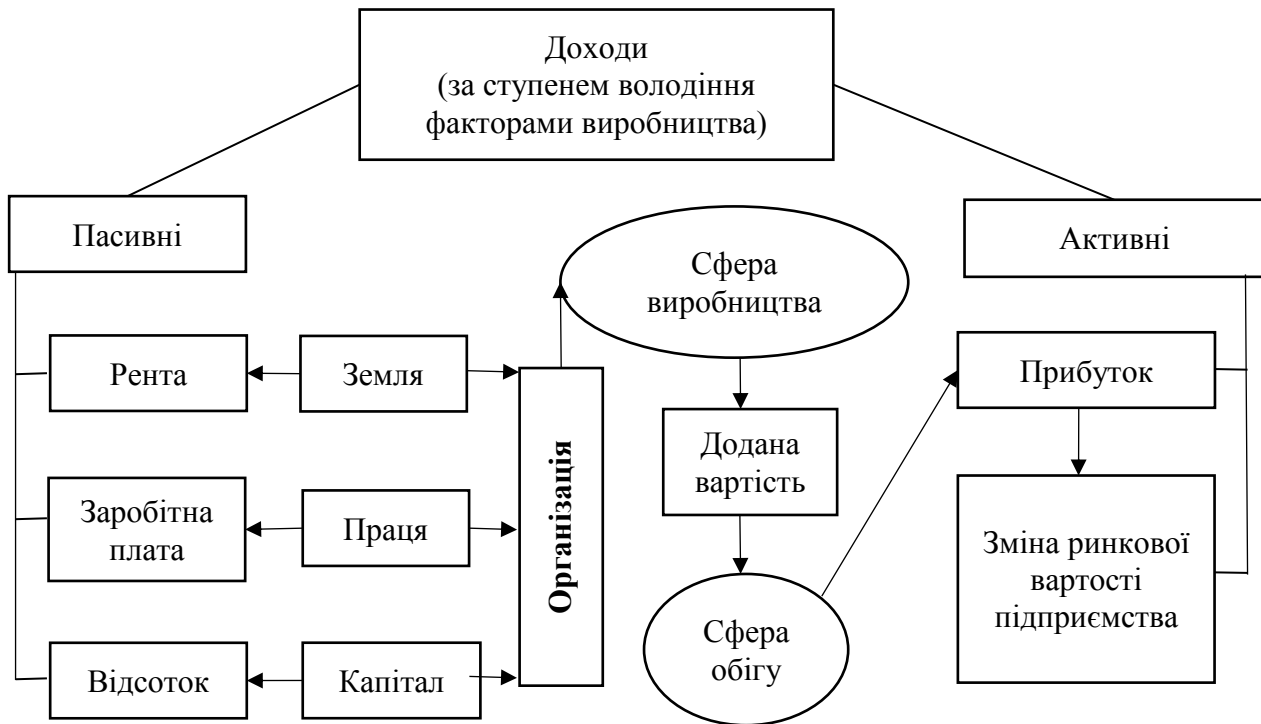 Доходи
(за ступенем володіння
факторами виробництва)
Пасивні
Сфера
виробництва
Активні
Рента
Земля
Прибуток
Організація
Додана
вартість
Заробітна
плата
Праця
Зміна ринкової
вартості
підприємства
Сфера
обігу
Відсоток
Капітал